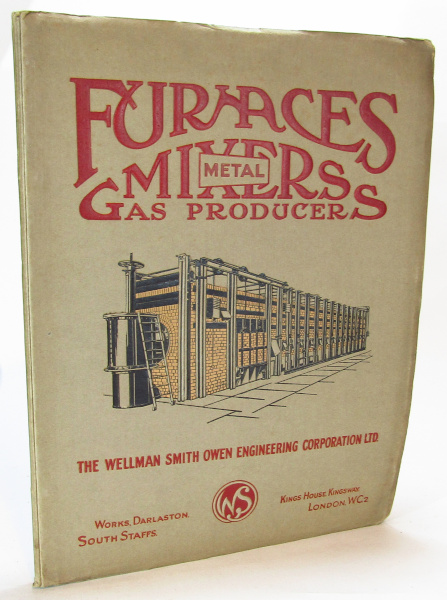 FURNACES
METAL
MIXERS
GAS PRODUCERS
THE WELLMAN SMITH OWEN ENGINEERING CORPORATION LTD.
WORKS, DARLASTON,
SOUTH STAFFS.
WSO
KINGS HOUSE, KINGSWAY,
LONDON, WC2